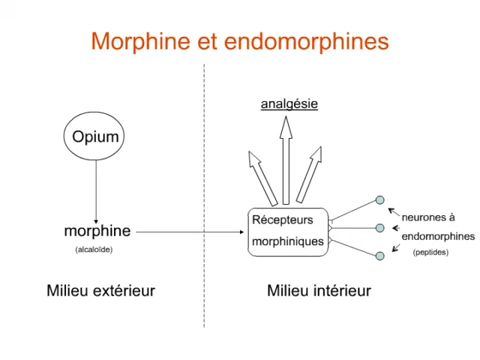 Morphine et endomorphines
analgésie
Opium
Récepteurs
morphiniques
neurones à
endomorphines
(peptides)
morphine
(alcaloïde)
Milieu extérieur
Milieu intérieur